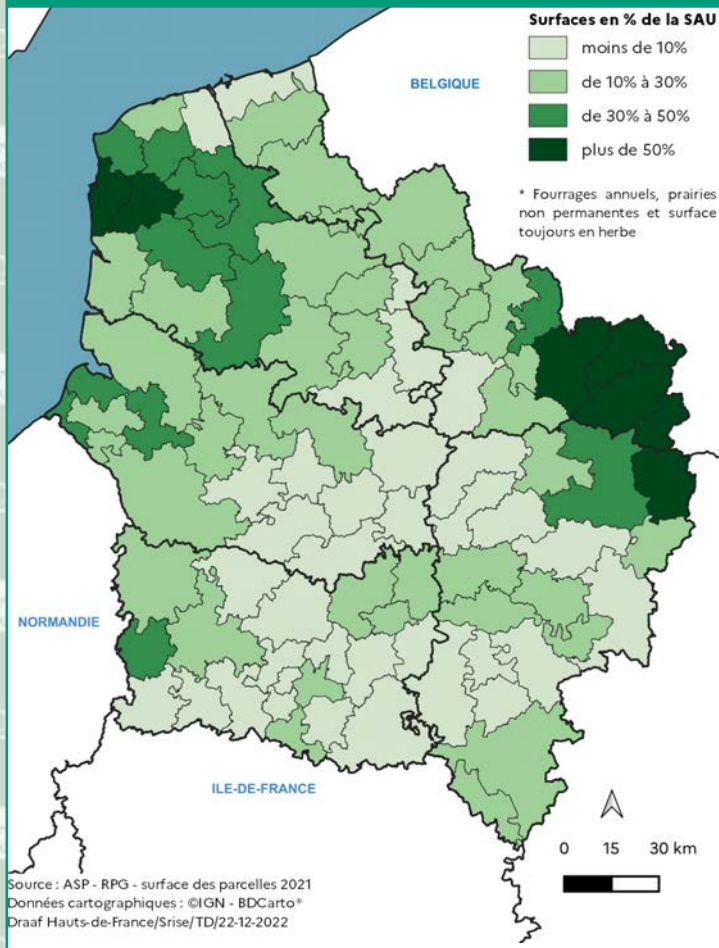 Surfaces en % de la SAU
moins de 10%
de 10% à 30%
de 30% à 50%
plus de 50%
* Fourrages annuels, prairies
non permanentes et surface
toujours en herbe
BELGIQUE
NORMANDIE
ILE-DE-FRANCE
0 15 30 km
Source : ASP - RPG - surface des parcelles 2021
Données cartographiques : ©IGN - BDCarto®
Draaf Hauts-de-France/Srise/TD/22-12-2022